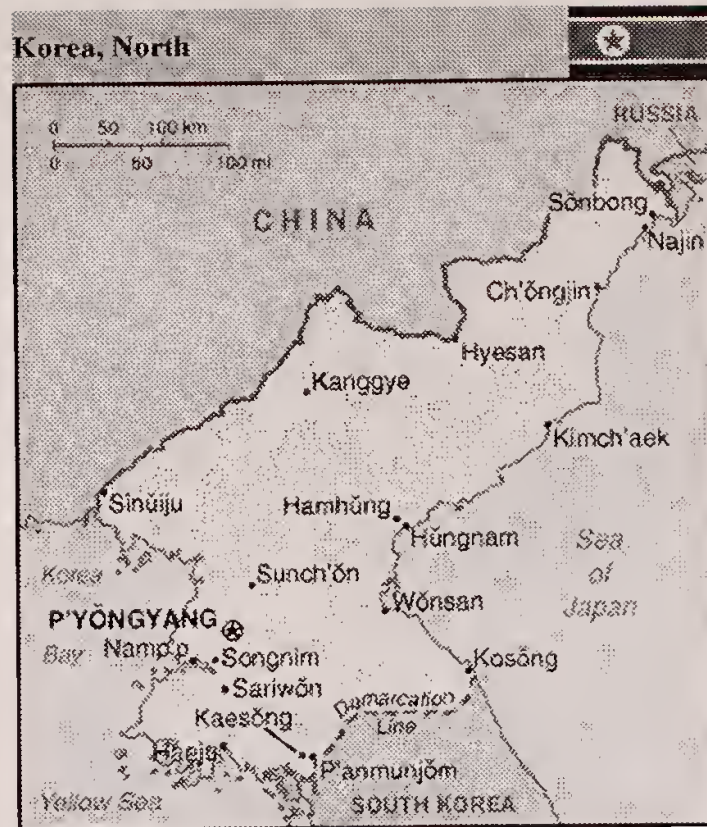 Korea, North
0 50 100 km
0 50 100 mi
RUSSIA
CHINA
Sŏnbong
Najin
Ch'ŏngjin
Hyesan
Kanggye
Kimch'aek
Sinŭiju
Hamhŭng
Hŭngnam
Sea
of
Japan
Korea
Bay
Sunch'ŏn
Wŏnsan
P'YŎNGYANG
Namp'o
Songnim
Kosŏng
Sariwŏn
Demarcation
Line
Kaesŏng
Haeju
P'anmunjŏm
Yellow Sea
SOUTH KOREA